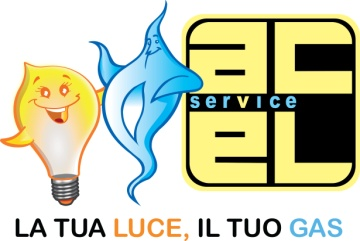 ac
service
eL
LA TUA LUCE, IL TUO GAS